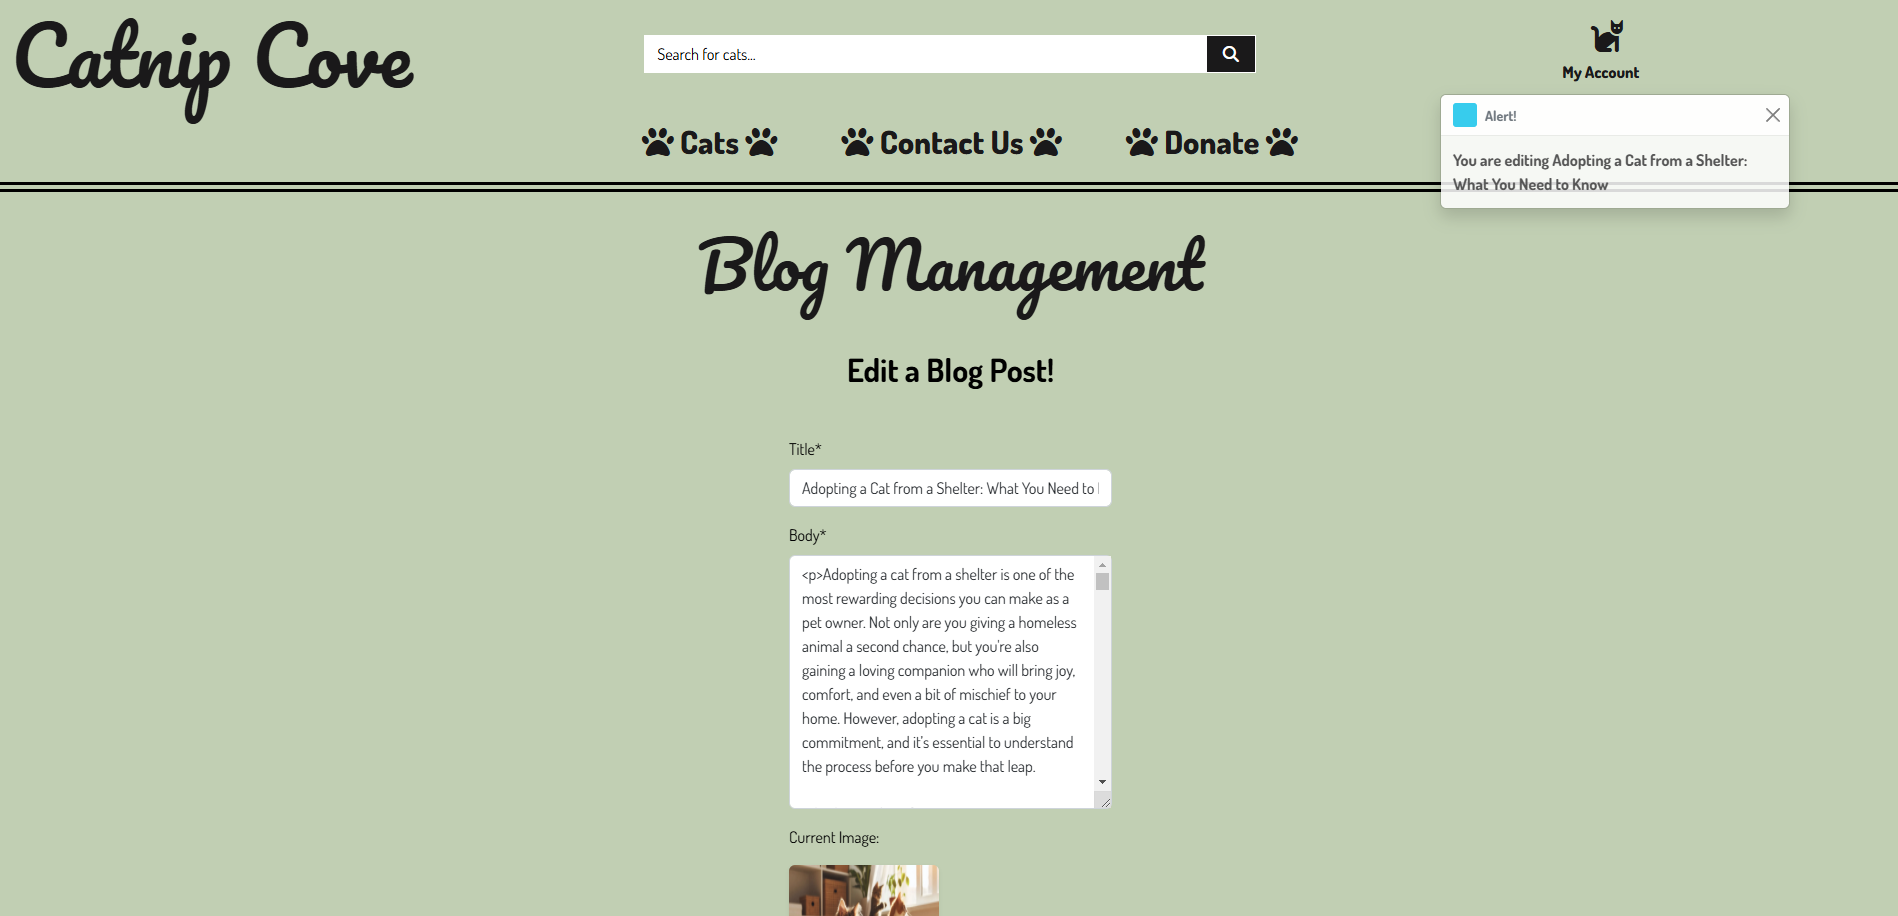 Catnip Cove
Search for cats...
My Account
Cats
Contact Us
Donate
Alert!
You are editing Adopting a Cat from a Shelter:
What You Need to Know
Blog Management
Edit a Blog Post!
Title*
Adopting a Cat from a Shelter: What You Need to
Body*
<p>Adopting a cat from a shelter is one of the
most rewarding decisions you can make as a
pet owner. Not only are you giving a homeless
animal a second chance, but you're also
gaining a loving companion who will bring joy,
comfort, and even a bit of mischief to your
home. However, adopting a cat is a big
commitment, and it's essential to understand
the process before you make that leap.
Current Image: